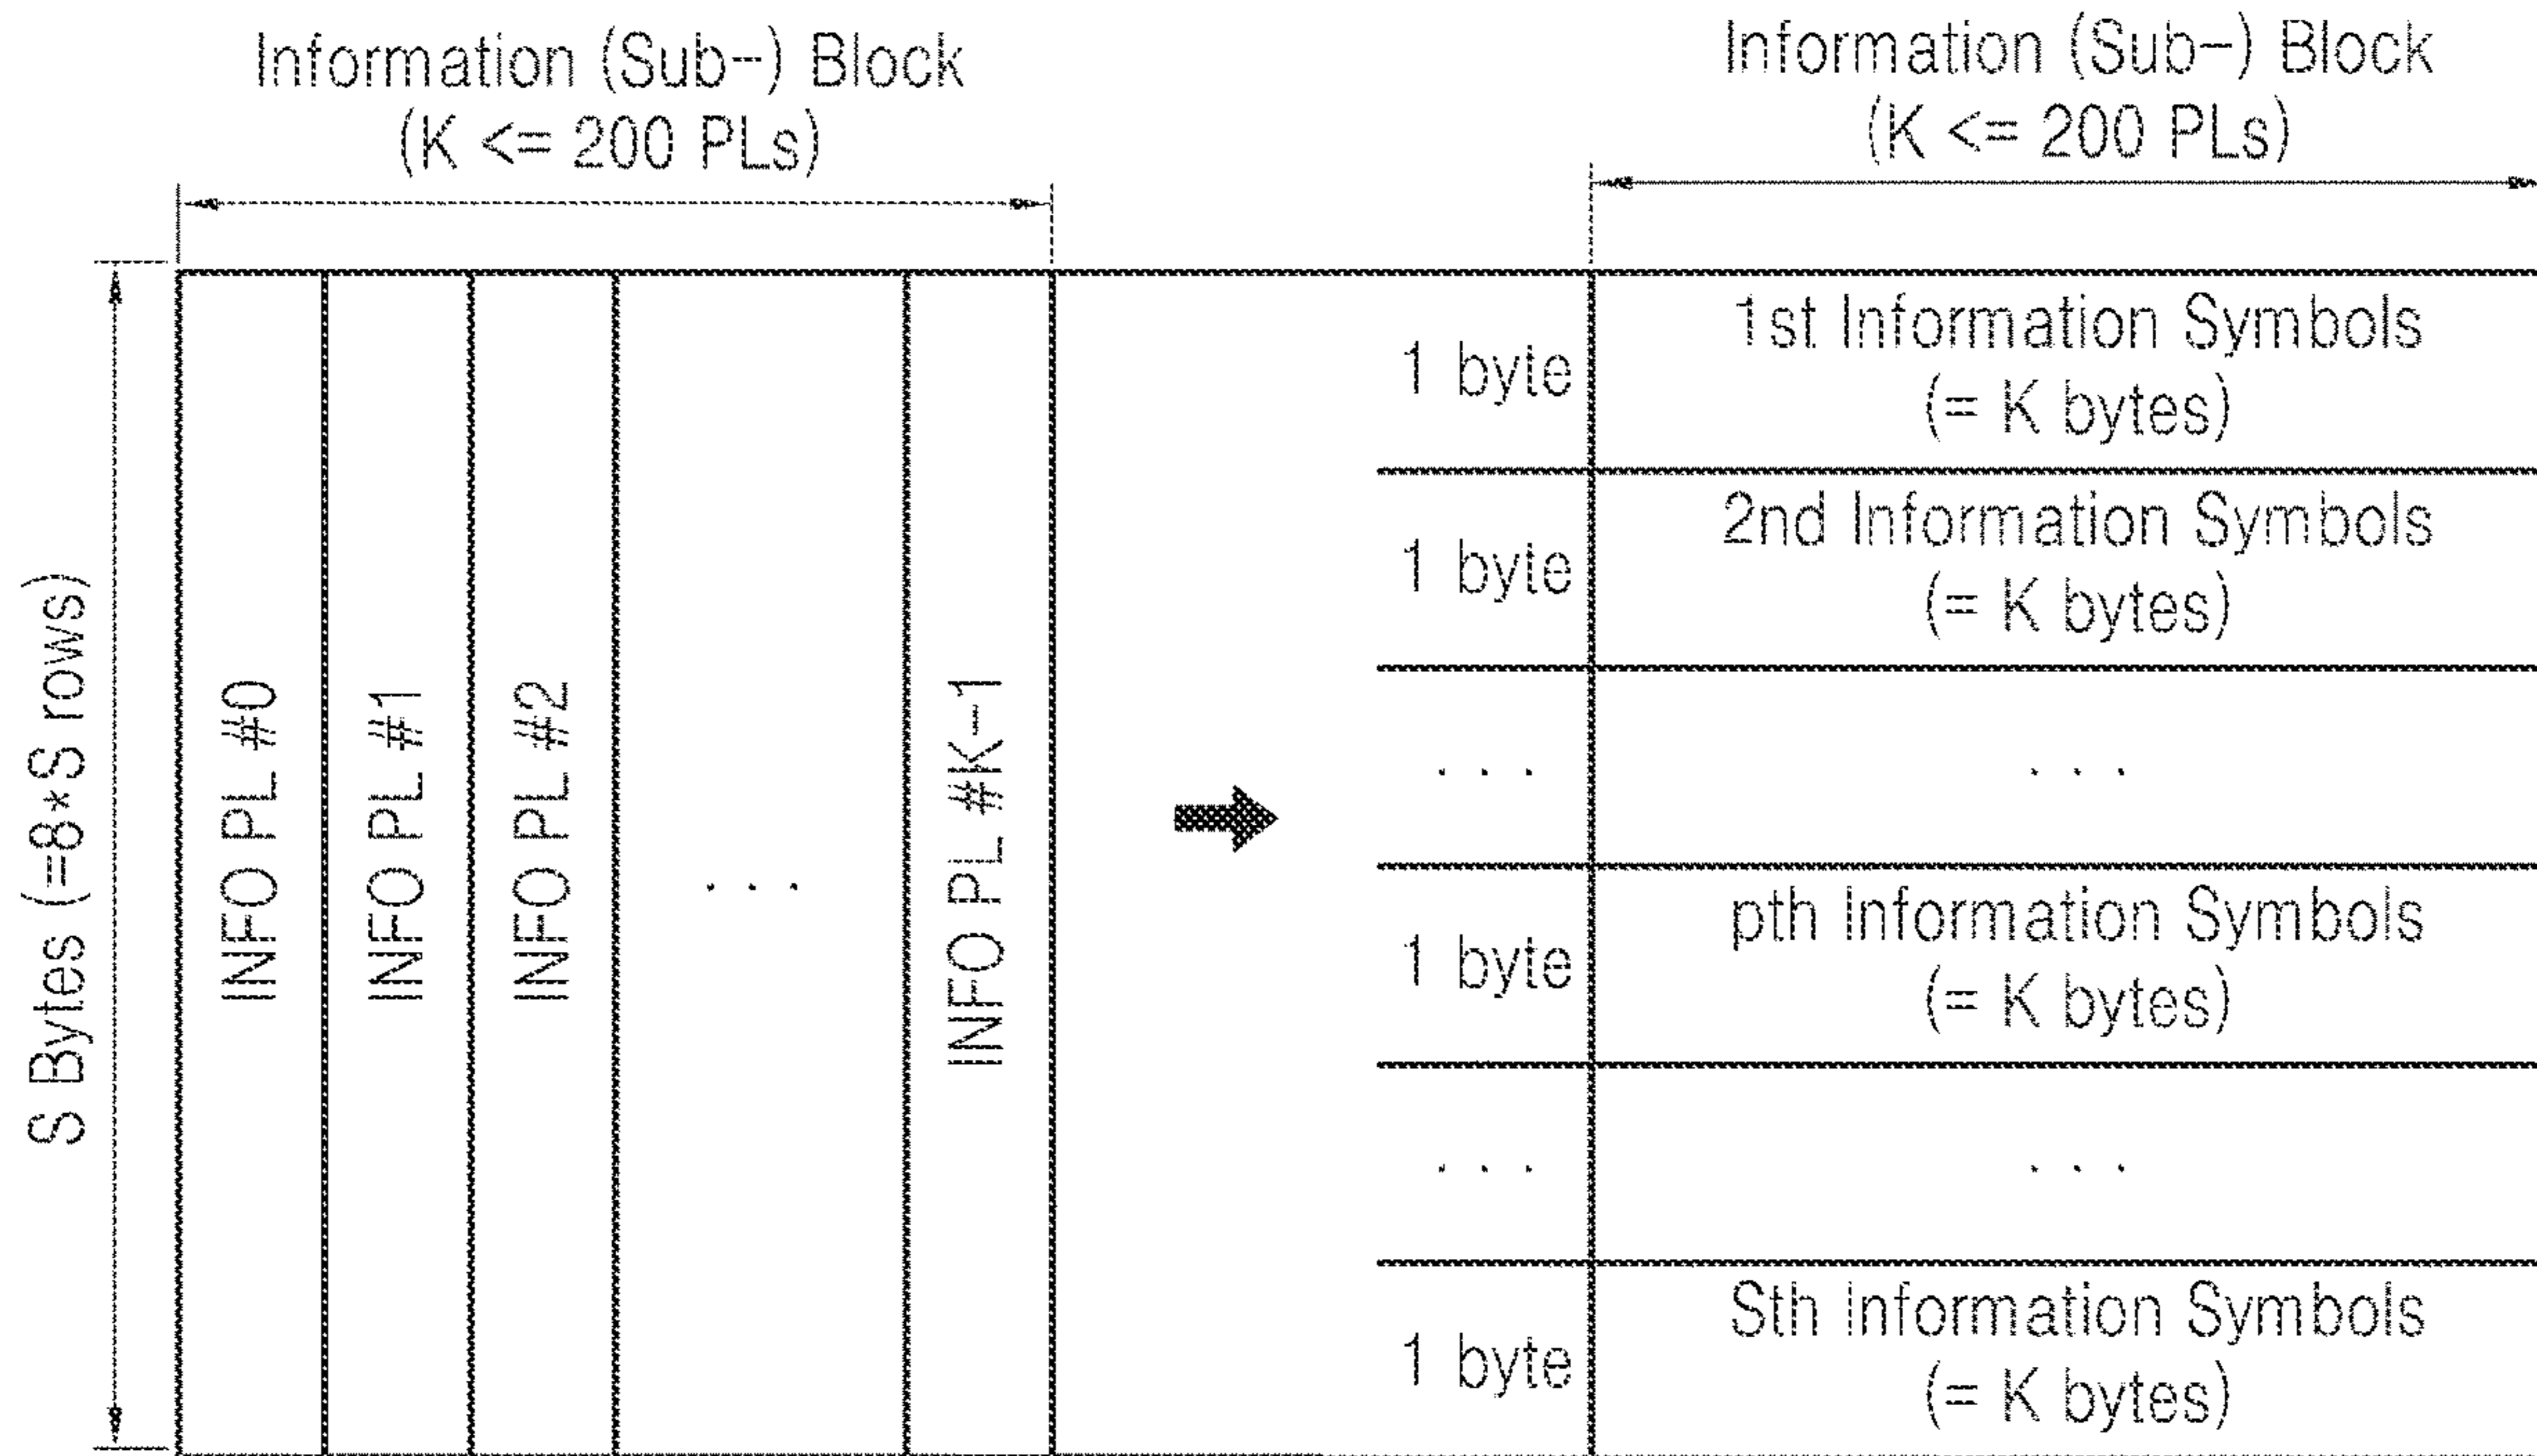 Information (Sub-) Block
(K <= 200 PLs)
Information (Sub-) Block
(K <= 200 PLs)
S Bytes (=8*S rows)
INFO PL #0
INFO PL #1
INFO PL #2
. . .
INFO PL #K-1
1 byte
1st Information Symbols
(= K bytes)
1 byte
2nd Information Symbols
(= K bytes)
. . .
. . .
1 byte
pth Information Symbols
(= K bytes)
. . .
. . .
1 byte
Sth Information Symbols
(= K bytes)